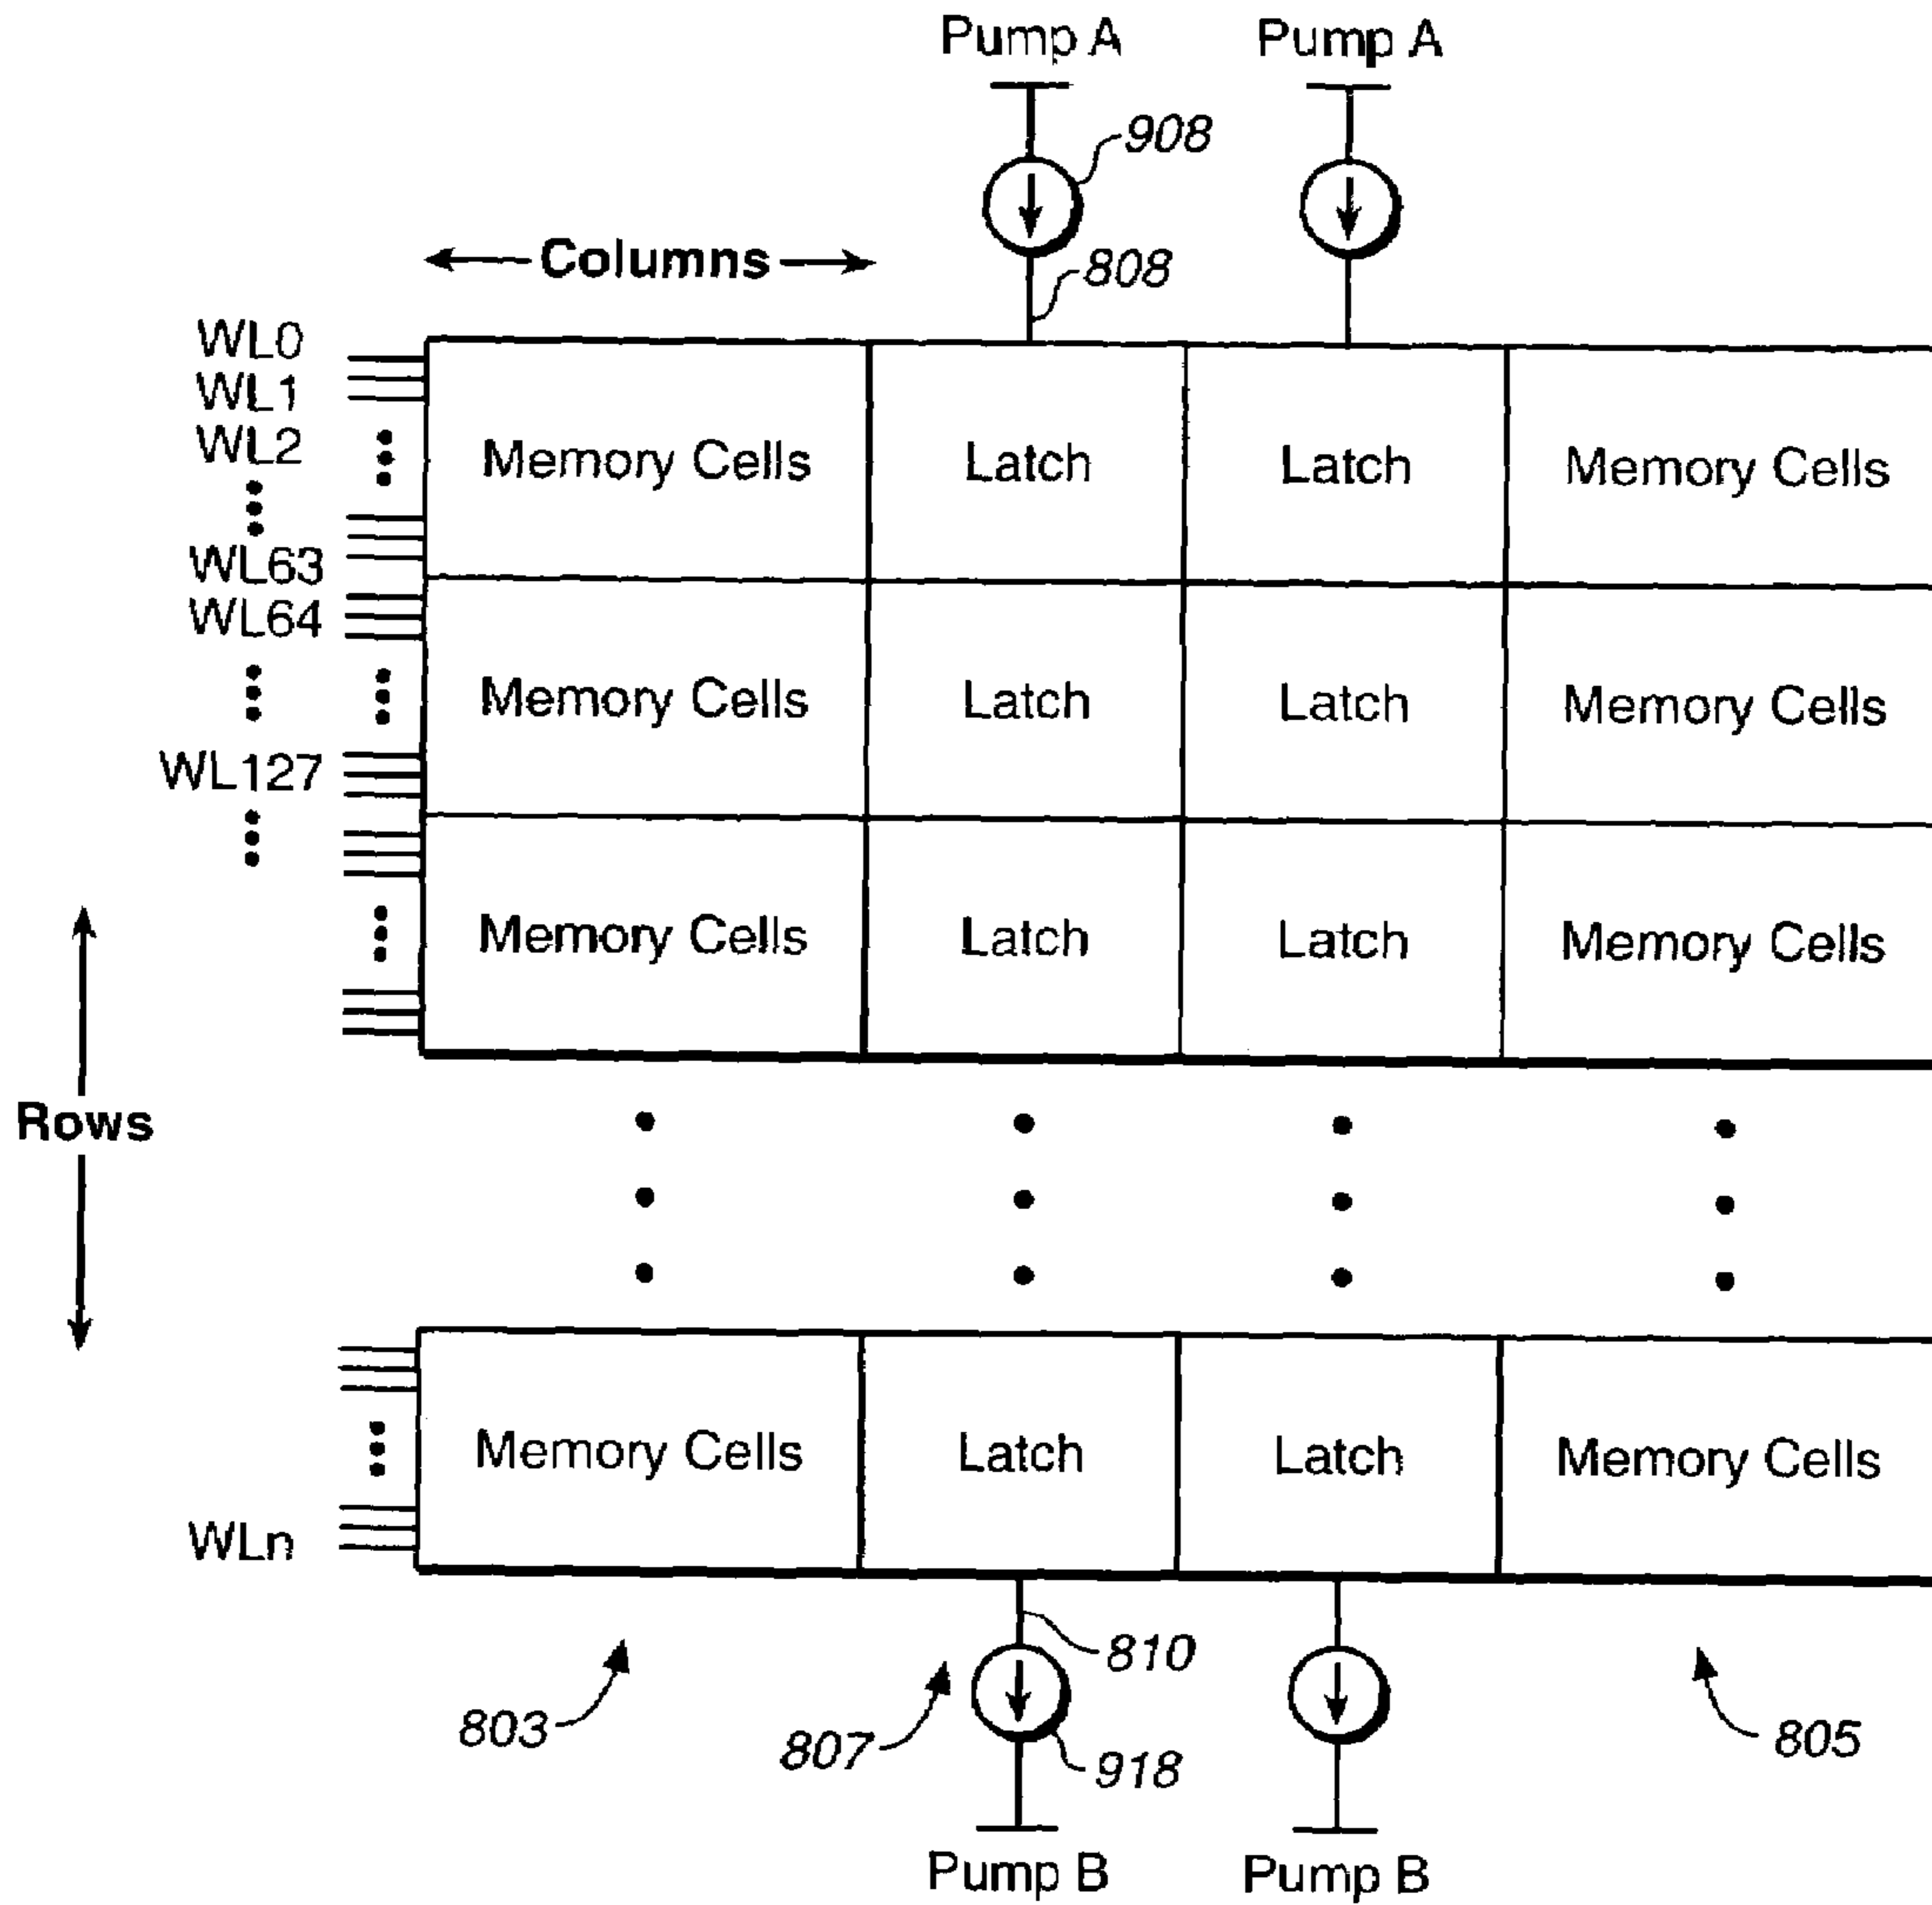 Pump A Pump A
908
Columns
808
WL0
WL1
WL2
WL63
WL64
WL127
Memory Cells Latch Latch Memory Cells
Memory Cells Latch Latch Memory Cells
Memory Cells Latch Latch Memory Cells
Rows
Memory Cells Latch Latch Memory Cells
WLn
810
803 807 918 805
Pump B Pump B